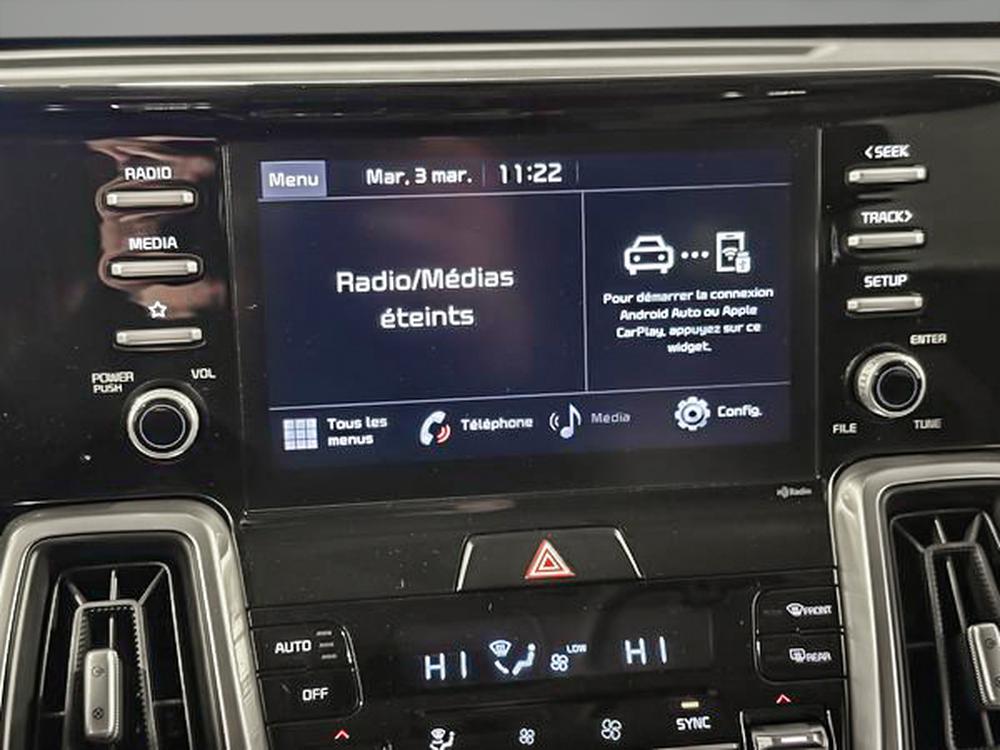 RADIO
MEDIA
POWER
PUSH
VOL
Menu
Mar. 3 mar.
11:22
Radio/Médias
éteints
Pour démarrer la connexion
Android Auto ou Apple
CarPlay, appuyez sur ce
widget.
Tous les
menus
Téléphone
Media
Config.
<SEEK
TRACK>
SETUP
ENTER
FILE
TUNE
HD Radio
AUTO
OFF
HI
LOW
HI
FRONT
REAR
SYNC